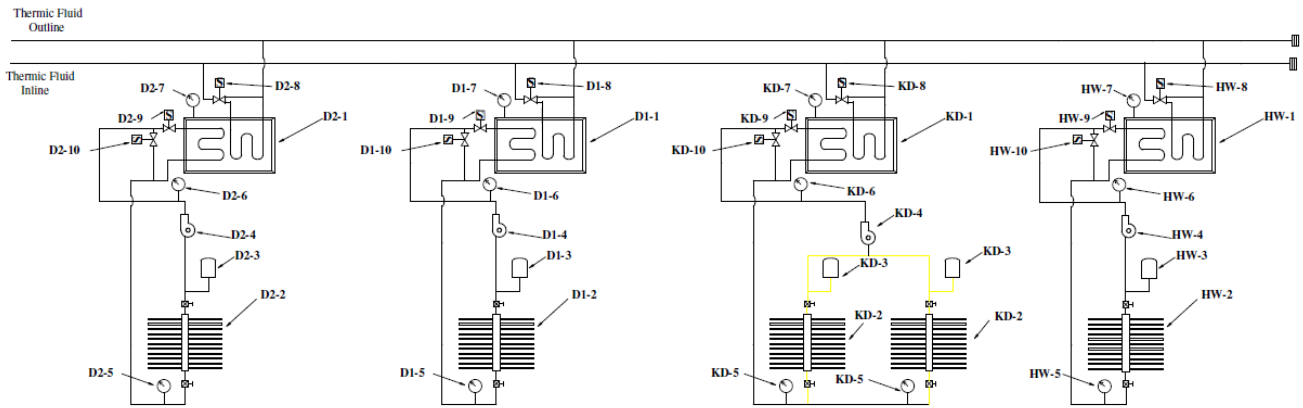 Thermic Fluid
Outline
Thermic Fluid
Inline
D2-7
D2-8
D1-7
D1-8
KD-7
KD-8
HW-7
HW-8
D2-9
D2-1
D1-9
D1-1
KD-9
KD-1
HW-9
HW-1
D2-10
D1-10
KD-10
HW-10
D2-6
D1-6
KD-6
HW-6
KD-4
D2-4
D1-4
HW-4
D2-3
D1-3
KD-3
KD-3
HW-3
D2-2
D1-2
KD-2
KD-2
HW-2
D2-5
D1-5
KD-5
KD-5
HW-5